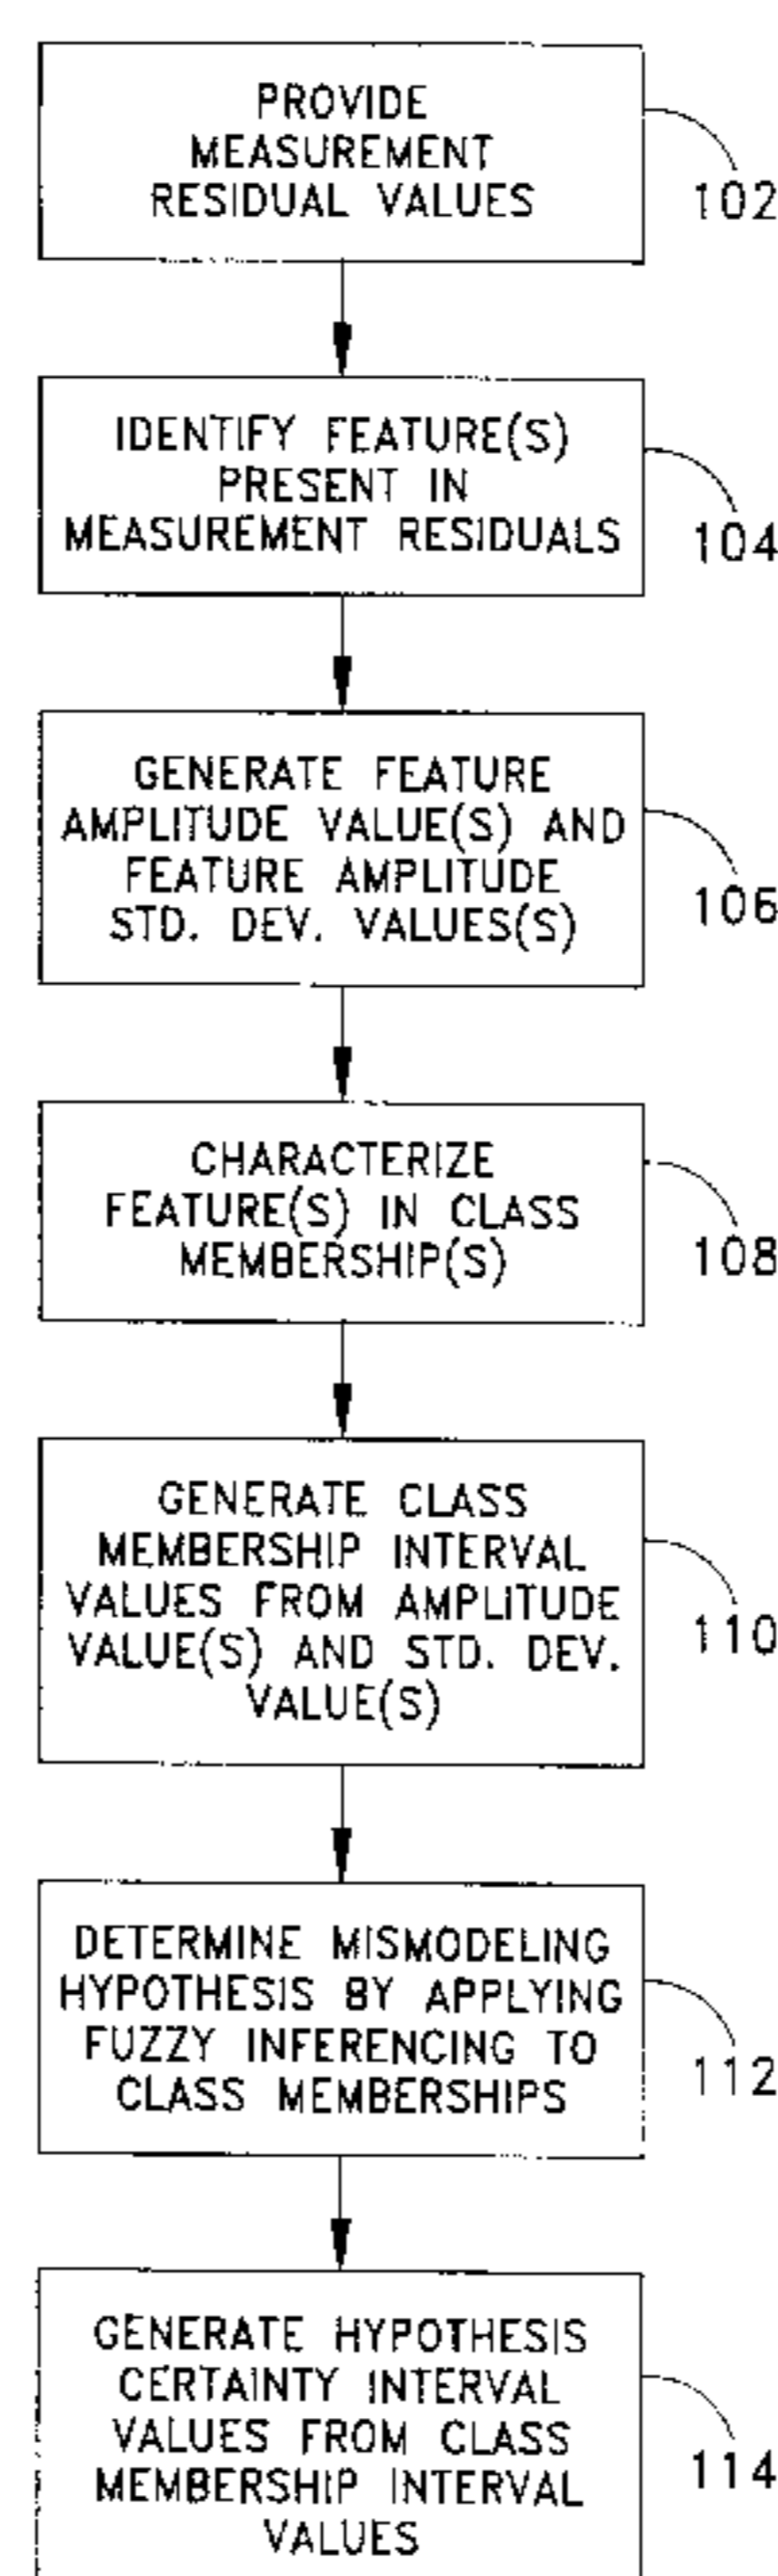 PROVIDE
MEASUREMENT
RESIDUAL VALUES
102
IDENTIFY FEATURE(S)
PRESENT IN
MEASUREMENT RESIDUALS
104
GENERATE FEATURE
AMPLITUDE VALUE(S) AND
FEATURE AMPLITUDE
STD. DEV. VALUES(S)
106
CHARACTERIZE
FEATURE(S) IN CLASS
MEMBERSHIP(S)
108
GENERATE CLASS
MEMBERSHIP INTERVAL
VALUES FROM AMPLITUDE
VALUE(S) AND STD. DEV.
VALUE(S)
110
DETERMINE MISMODELING
HYPOTHESIS BY APPLYING
FUZZY INFERENCING TO
CLASS MEMBERSHIPS
112
GENERATE HYPOTHESIS
CERTAINTY INTERVAL
VALUES FROM CLASS
MEMBERSHIP INTERVAL
VALUES
114